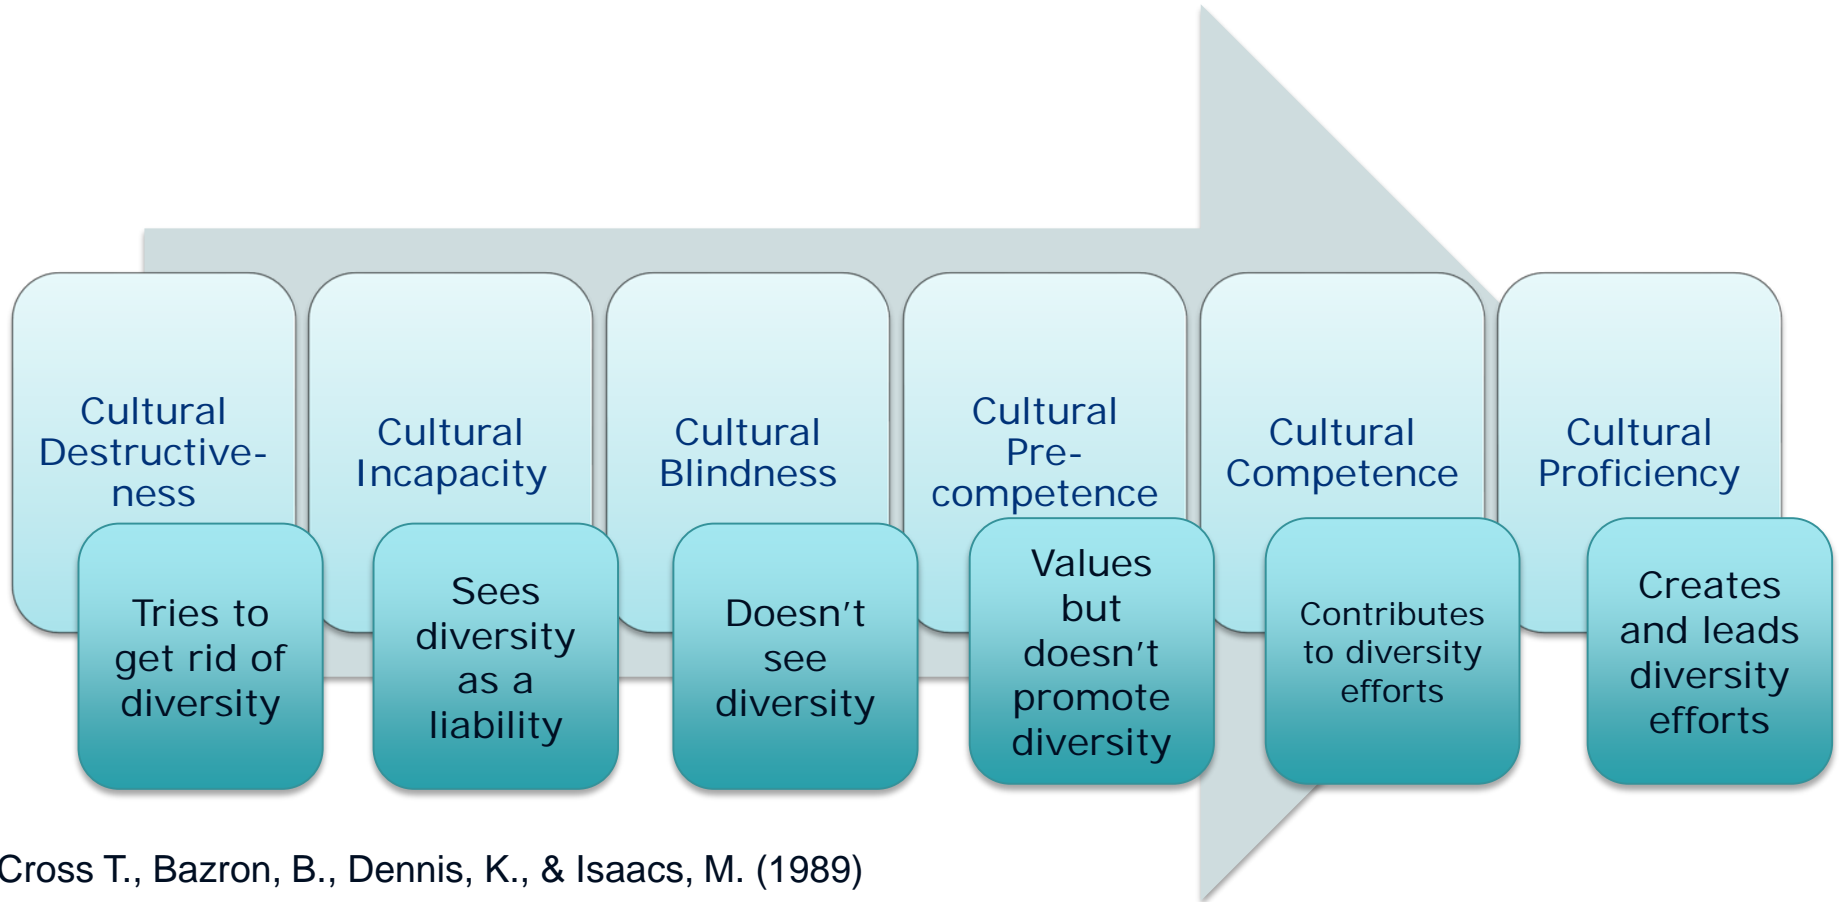 Cultural
Destructive-
ness
Tries to
get rid of
diversity
Cultural
Incapacity
Sees
diversity
as a
liability
Cultural
Blindness
Doesn't
see
diversity
Cultural
Pre-
competence
Values
but
doesn't
promote
diversity
Cultural
Competence
Contributes
to diversity
efforts
Cultural
Proficiency
Creates
and leads
diversity
efforts
Cross T., Bazron, B., Dennis, K., & Isaacs, M. (1989)